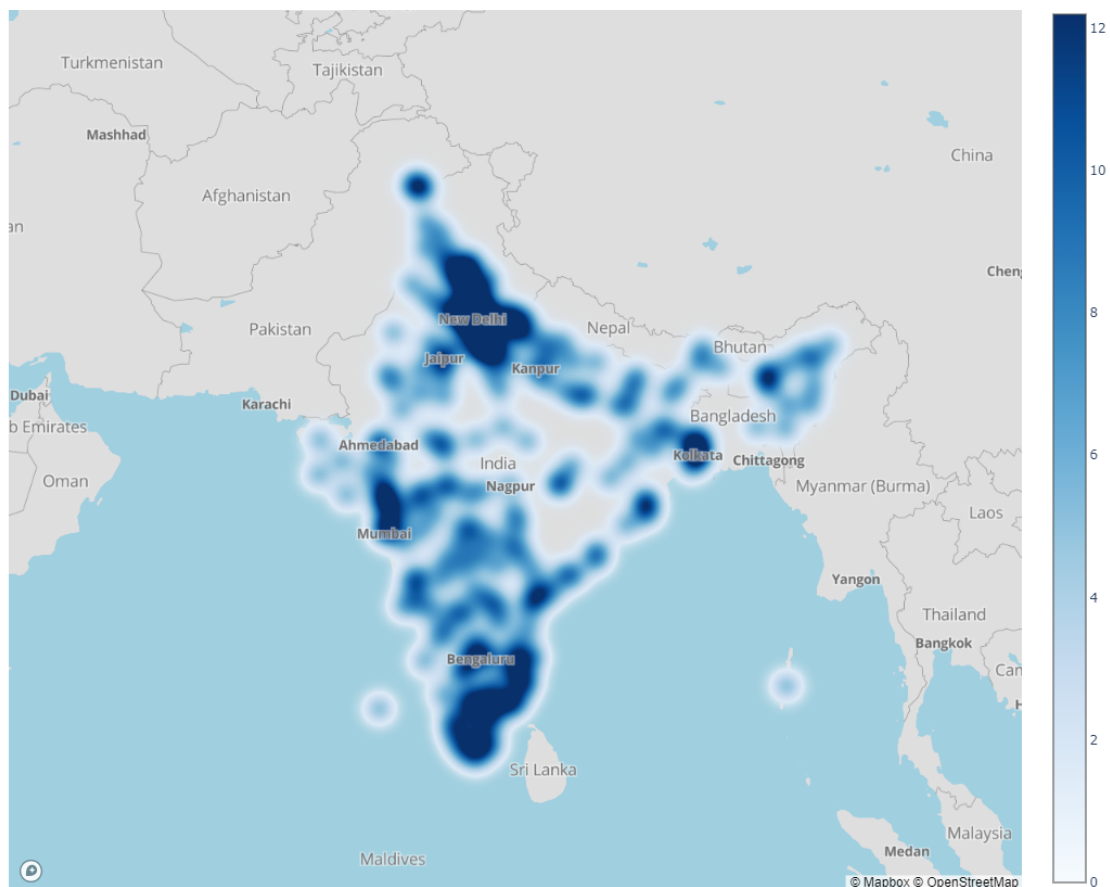 Turkmenistan
Tajikistan
Mashhad
China
Afghanistan
an
Cheng
Pakistan
New Delhi
Nepal
Jaipur
Kanpur
Bhutan
Dubai
Karachi
b Emirates
Bangladesh
Ahmedabad
Kolkata
Chittagong
India
Oman
Nagpur
Myanmar (Burma)
Laos
Mumbai
Yangon
Thailand
Bangkok
Bengaluru
Can
H
Sri Lanka
Malaysia
Medan
Maldives
© Mapbox © OpenStreetMap
12
10
8
6
4
2
0